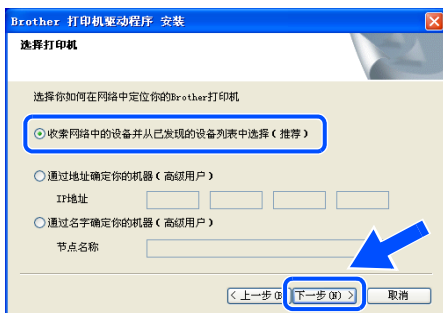 Brother 打印机驱动程序 安装
选择打印机
选择你如何在网络中定位你的Brother打印机
收索网络中的设备并从已发现的设备列表中选择(推荐)
通过地址确定你的机器(高级用户)
IP地址
通过名字确定你的机器(高级用户)
节点名称
<上一步(B) 下一步(N) > 取消